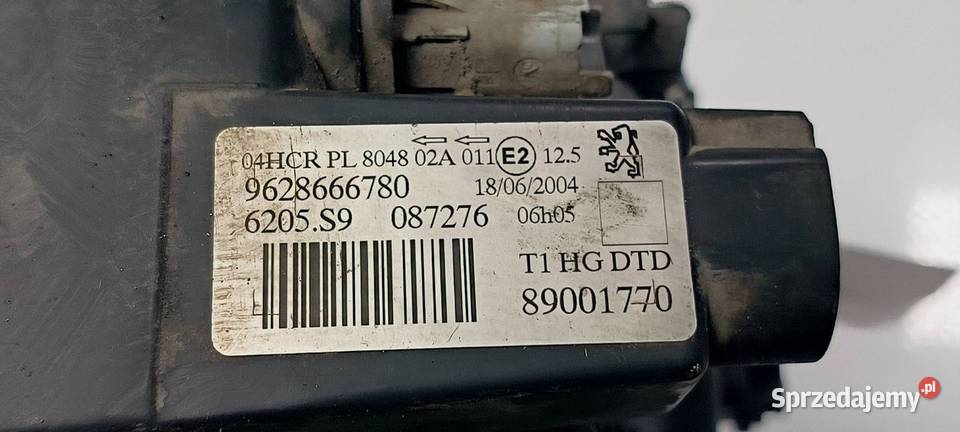 04HCR PL 8048 02A 011 E2 12.5
9628666780 18/06/2004
6205.S9 087276 06h05
T1 HG DTD
89001770
Sprzedajemy.pl